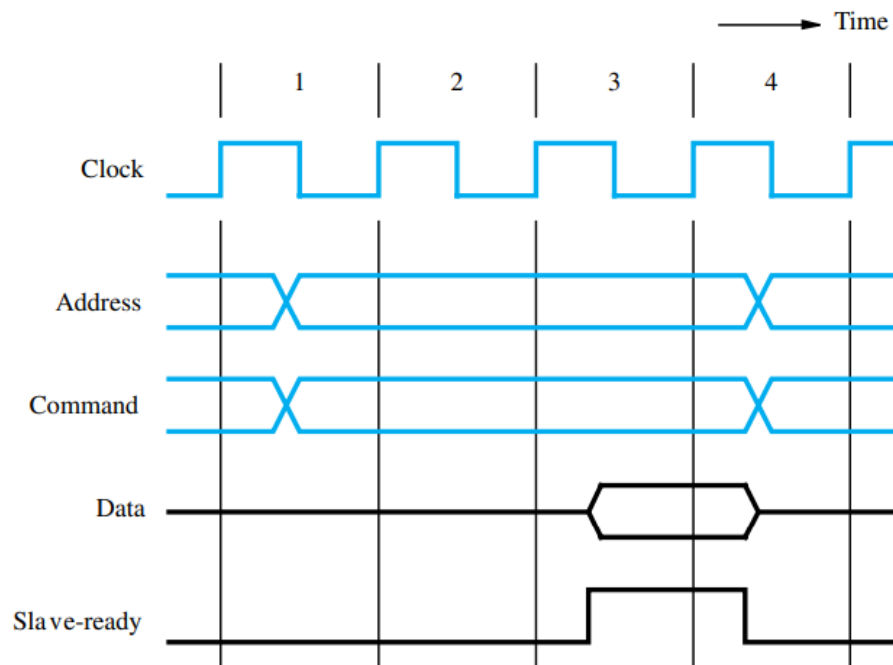 Time
1 2 3 4
Clock
Address
Command
Data
Slave-ready